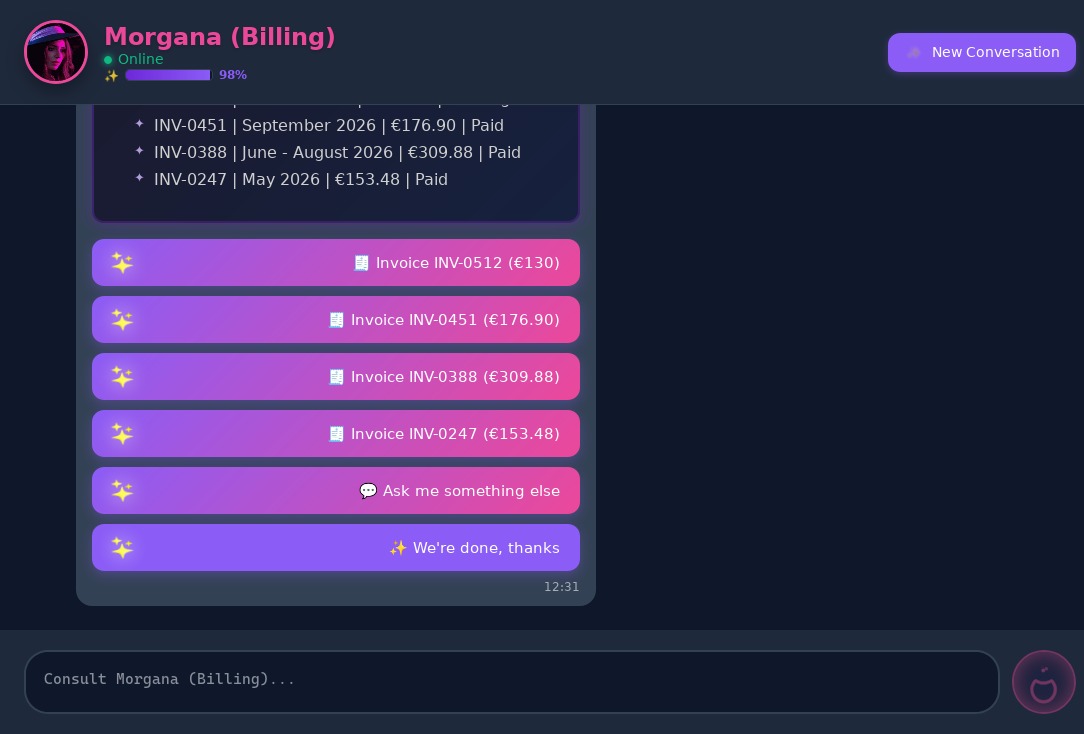 Morgana (Billing)
Online
98%
New Conversation
INV-0451 | September 2026 | €176.90 | Paid
INV-0388 | June - August 2026 | €309.88 | Paid
INV-0247 | May 2026 | €153.48 | Paid
Invoice INV-0512 (€130)
Invoice INV-0451 (€176.90)
Invoice INV-0388 (€309.88)
Invoice INV-0247 (€153.48)
Ask me something else
We're done, thanks
12:31
Consult Morgana (Billing)...